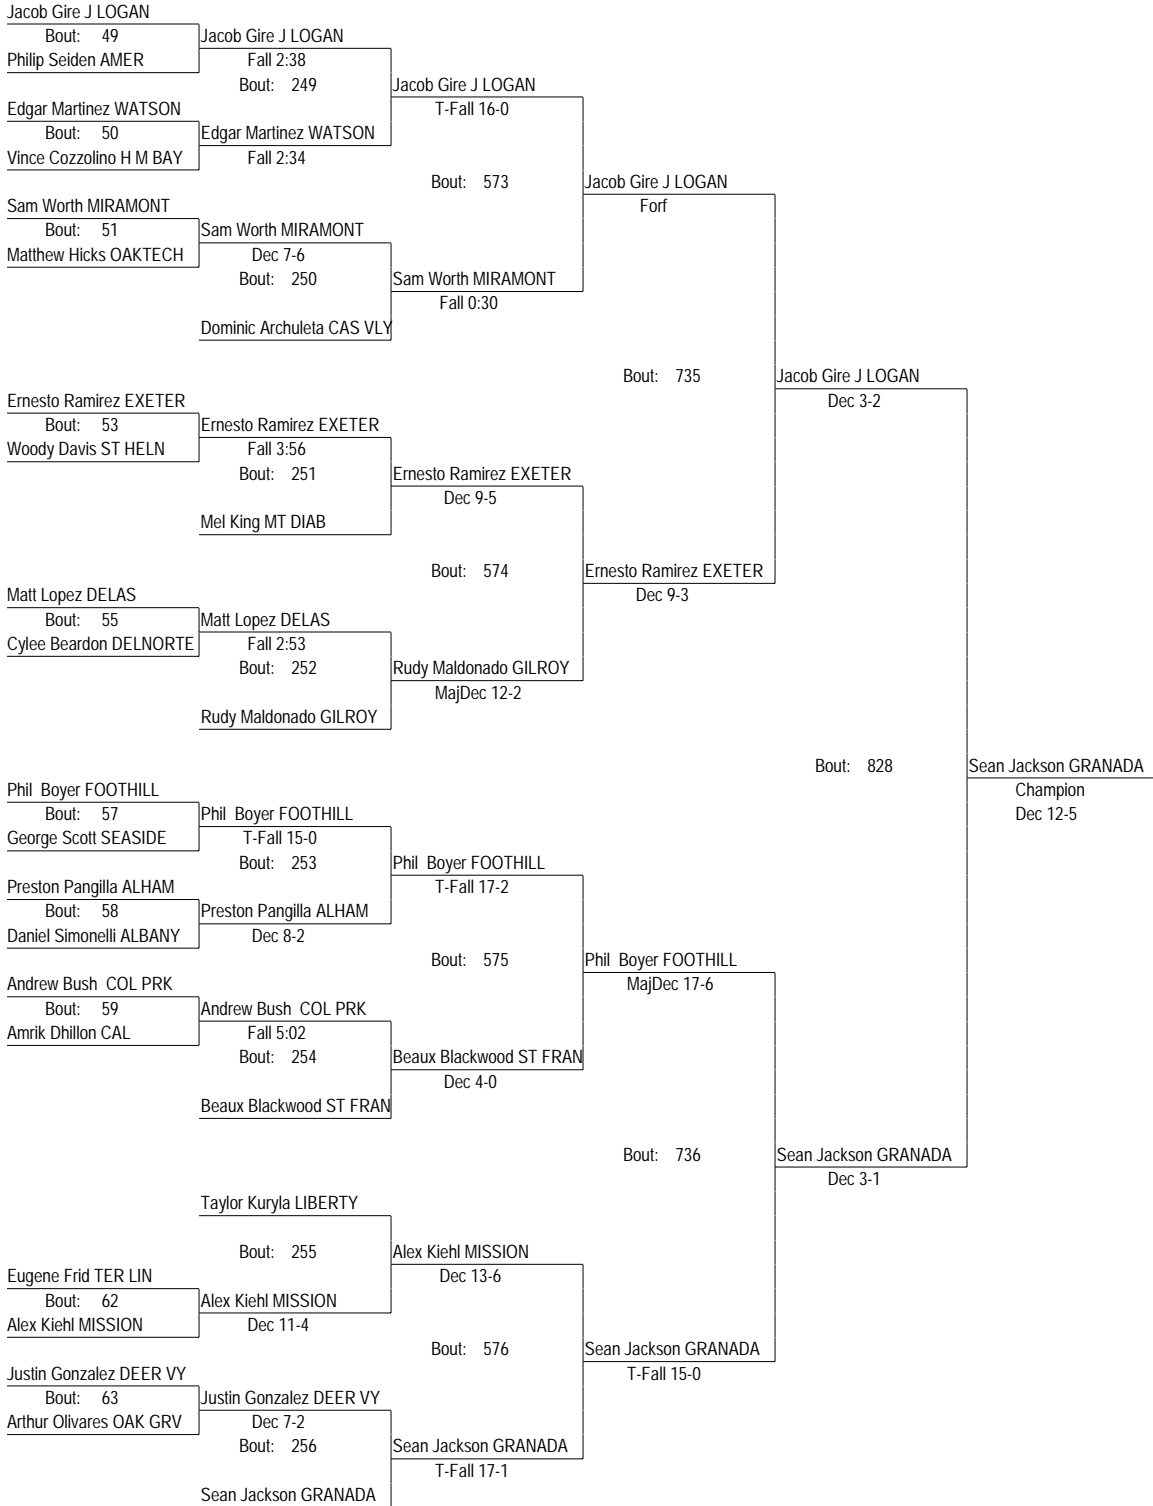 Jacob Gire J LOGAN
Bout: 49
Jacob Gire J LOGAN
Philip Seiden AMER
Fall 2:38
Bout: 249
Jacob Gire J LOGAN
Edgar Martinez WATSON
T-Fall 16-0
Bout: 50
Edgar Martinez WATSON
Vince Cozzolino H M BAY
Fall 2:34
Bout: 573
Jacob Gire J LOGAN
Sam Worth MIRAMONT
Forf
Bout: 51
Sam Worth MIRAMONT
Matthew Hicks OAKTECH
Dec 7-6
Bout: 250
Sam Worth MIRAMONT
Fall 0:30
Dominic Archuleta CAS VLY
Bout: 735
Jacob Gire J LOGAN
Ernesto Ramirez EXETER
Dec 3-2
Bout: 53
Ernesto Ramirez EXETER
Woody Davis ST HELN
Fall 3:56
Bout: 251
Ernesto Ramirez EXETER
Dec 9-5
Mel King MT DIAB
Bout: 574
Ernesto Ramirez EXETER
Matt Lopez DELAS
Dec 9-3
Bout: 55
Matt Lopez DELAS
Cylee Beardon DELNORTE
Fall 2:53
Bout: 252
Rudy Maldonado GILROY
MajDec 12-2
Rudy Maldonado GILROY
Bout: 828
Sean Jackson GRANADA
Phil Boyer FOOTHILL
Champion
Bout: 57
Phil Boyer FOOTHILL
Dec 12-5
George Scott SEASIDE
T-Fall 15-0
Bout: 253
Phil Boyer FOOTHILL
Preston Pangilla ALHAM
T-Fall 17-2
Bout: 58
Preston Pangilla ALHAM
Daniel Simonelli ALBANY
Dec 8-2
Bout: 575
Phil Boyer FOOTHILL
Andrew Bush COL PRK
MajDec 17-6
Bout: 59
Andrew Bush COL PRK
Amrik Dhillon CAL
Fall 5:02
Bout: 254
Beaux Blackwood ST FRAN
Dec 4-0
Beaux Blackwood ST FRAN
Bout: 736
Sean Jackson GRANADA
Dec 3-1
Taylor Kuryla LIBERTY
Bout: 255
Alex Kiehl MISSION
Eugene Frid TER LIN
Dec 13-6
Bout: 62
Alex Kiehl MISSION
Alex Kiehl MISSION
Dec 11-4
Bout: 576
Sean Jackson GRANADA
Justin Gonzalez DEER VY
T-Fall 15-0
Bout: 63
Justin Gonzalez DEER VY
Arthur Olivares OAK GRV
Dec 7-2
Bout: 256
Sean Jackson GRANADA
T-Fall 17-1
Sean Jackson GRANADA